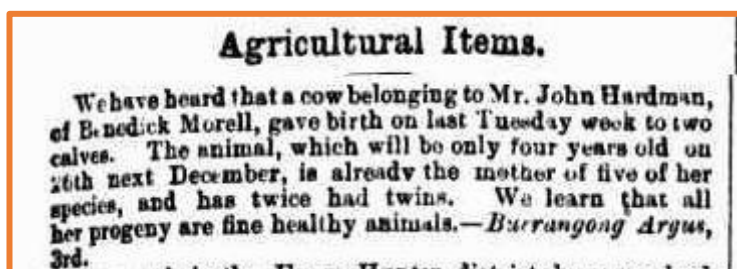 Agricultural Items.
We have heard that a cow belonging to Mr. John Hardman,
of Benedick Morell, gave birth on last Tuesday week to two
calves. The animal, which will be only four years old on
26th next December, is already the mother of five of her
species, and has twice had twins. We learn that all
her progeny are fine healthy animals.—Burrangong Argus,
3rd.